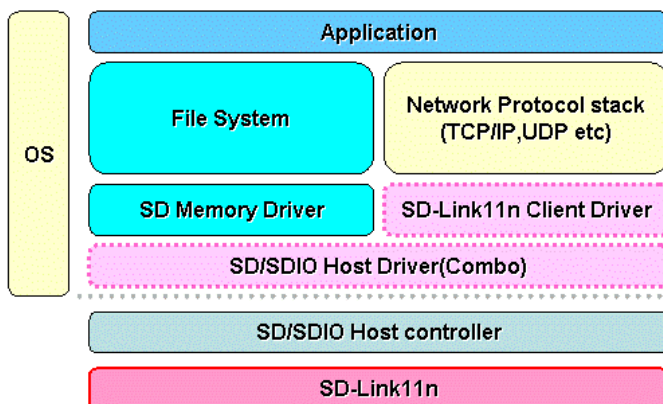 Application
OS
File System
Network Protocol stack
(TCP/IP,UDP etc)
SD Memory Driver
SD-Link11n Client Driver
SD/SDIO Host Driver(Combo)
SD/SDIO Host controller
SD-Link11n